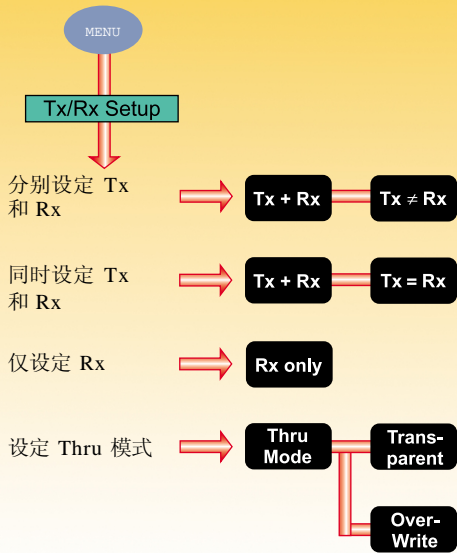 MENU
Tx/Rx Setup
分别设定 Tx
和 Rx
Tx + Rx
Tx ≠ Rx
同时设定 Tx
和 Rx
Tx + Rx
Tx = Rx
仅设定 Rx
Rx only
设定 Thru 模式
Thru
Mode
Trans-
parent
Over-
Write